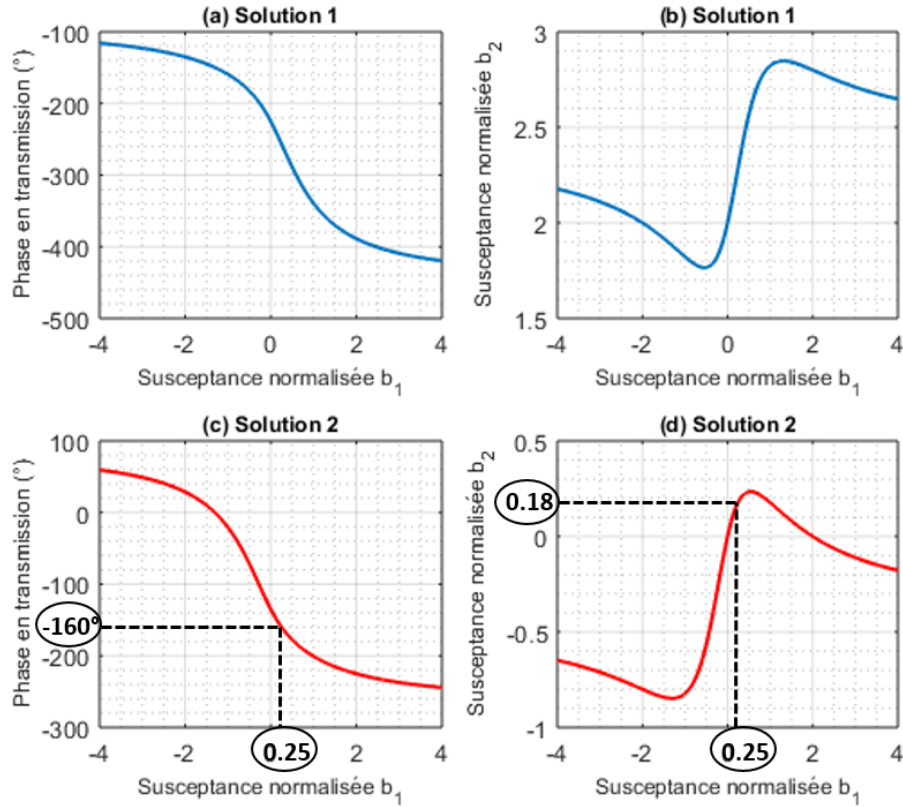 (a) Solution 1
Phase en transmission (°)
-100
-200
-300
-400
-500
-4 -2 0 2 4
Susceptance normalisée b1
(b) Solution 1
Susceptance normalisée b2
3
2.5
2
1.5
-4 -2 0 2 4
Susceptance normalisée b1
(c) Solution 2
Phase en transmission (°)
100
0
-100
-160°
-200
-300
-4 -2 0 2 4
0.25
Susceptance normalisée b1
(d) Solution 2
Susceptance normalisée b2
0.5
0.18
0
-0.5
-1
-4 -2 0 2 4
0.25
Susceptance normalisée b1